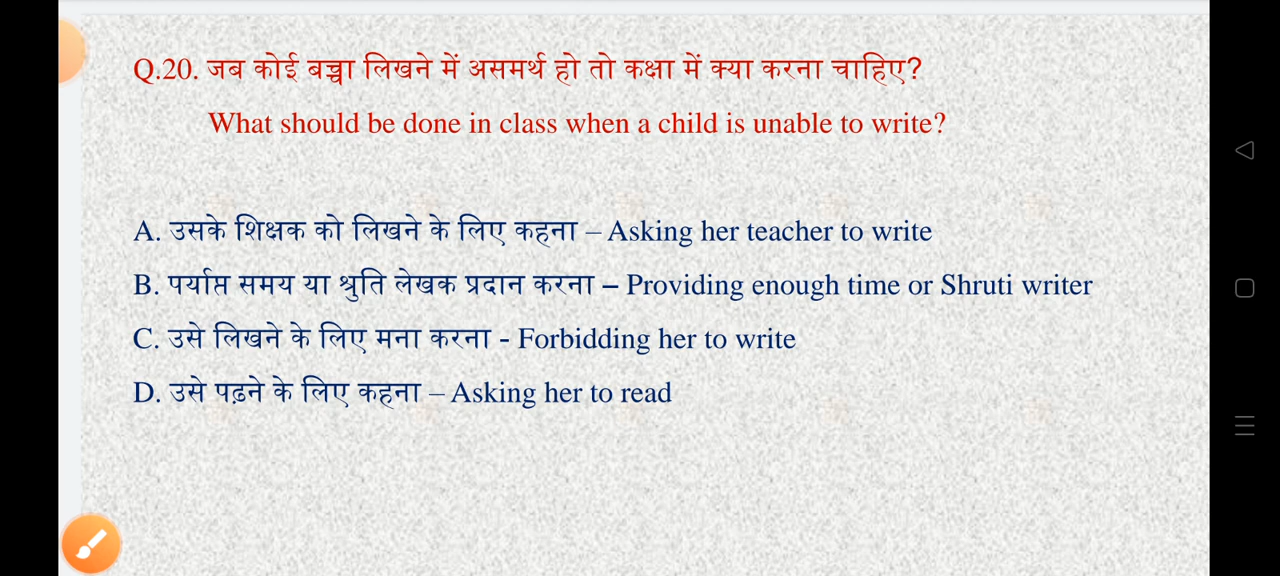 Q.20. जब कोई बच्चा लिखने में असमर्थ हो तो कक्षा में क्या करना चाहिए?
What should be done in class when a child is unable to write?
A. उसके शिक्षक को लिखने के लिए कहना – Asking her teacher to write
B. पर्याप्त समय या श्रुति लेखक प्रदान करना – Providing enough time or Shruti writer
C. उसे लिखने के लिए मना करना - Forbidding her to write
D. उसे पढ़ने के लिए कहना – Asking her to read